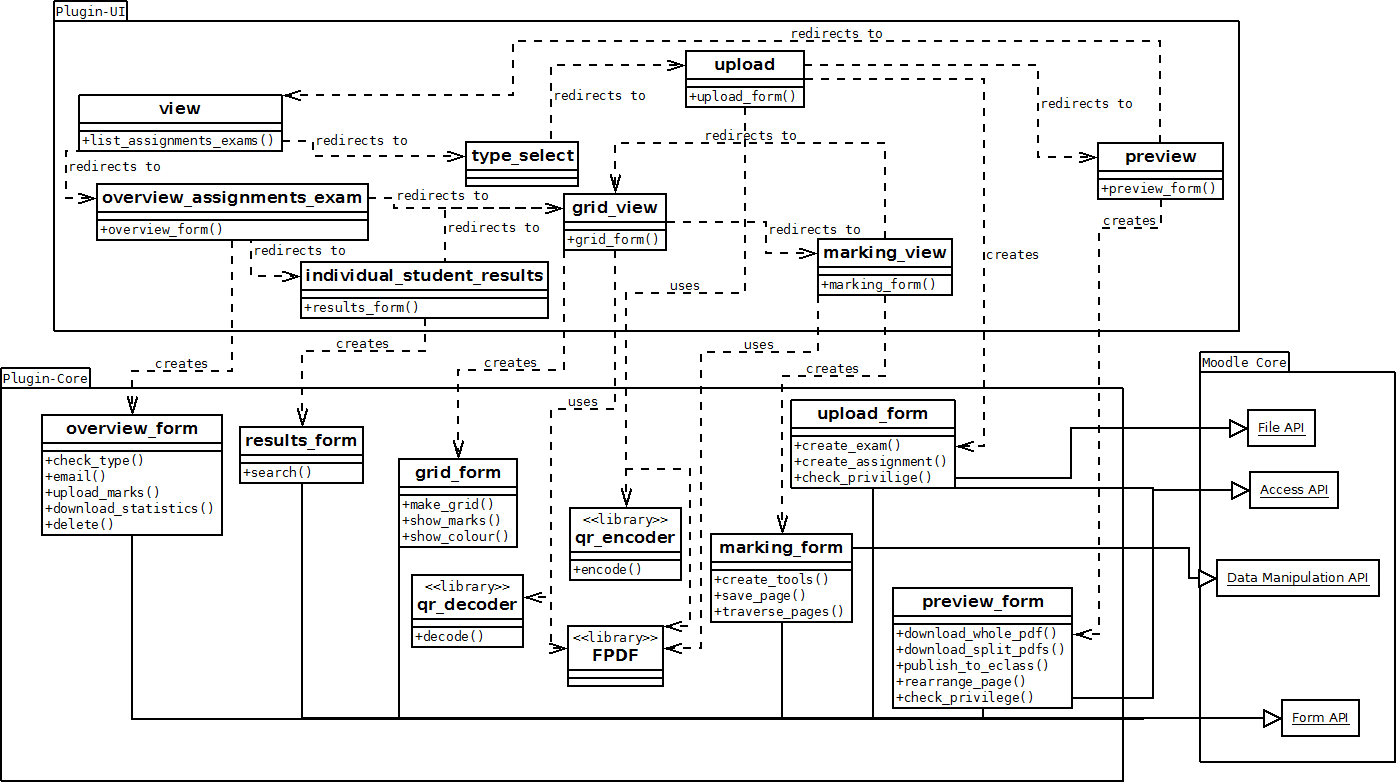 Plugin-UI
redirects to
upload
+upload_form()
view
+list_assignments_exams()
redirects to
redirects to
redirects to
redirects to
type_select
preview
+preview_form()
redirects to
overview_assignments_exam
+overview_form()
redirects to
grid_view
+grid_form()
creates
redirects to
redirects to
redirects to
marking_view
+marking_form()
creates
individual_student_results
+results_form()
uses
creates
creates
creates
uses
creates
Plugin-Core
uses
Moodle Core
overview_form
+check_type()
+email()
+upload_marks()
+download_statistics()
+delete()
results_form
+search()
grid_form
+make_grid()
+show_marks()
+show_colour()
upload_form
+create_exam()
+create_assignment()
+check_privilige()
File API
Access API
<<library>>
qr_encoder
+encode()
marking_form
+create_tools()
+save_page()
+traverse_pages()
Data Manipulation API
<<library>>
qr_decoder
+decode()
<<library>>
FPDF
preview_form
+download_whole_pdf()
+download_split_pdfs()
+publish_to_eclass()
+rearrange_page()
+check_privilege()
Form API